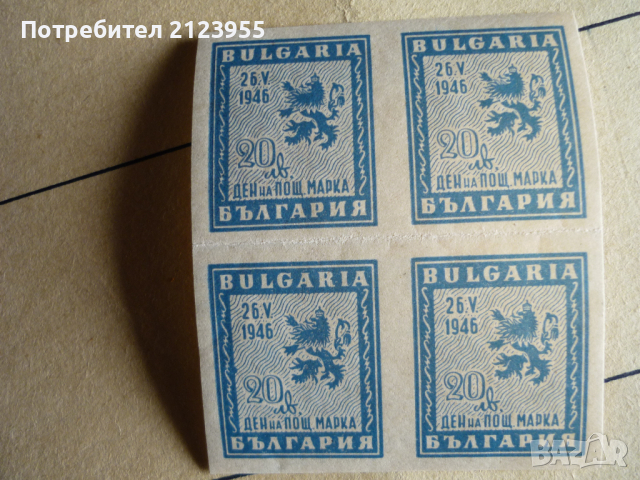 Потребител 2123955
BULGARIA
26.V
1946
20 лв.
ДЕН НА ПОЩ. МАРКА
БЪЛГАРИЯ
BULGARIA
26.V.
1946
20 лв.
ДЕН НА ПОЩ. МАРКА
БЪЛГАРИЯ
BULGARIA
26.V
1946
20 лв.
ДЕН НА ПОЩ. МАРКА
БЪЛГАРИЯ
BULGARIA
26.V
1946
20 лв.
ДЕН НА ПОЩ. МАРКА
БЪЛГАРИЯ
BAZAR